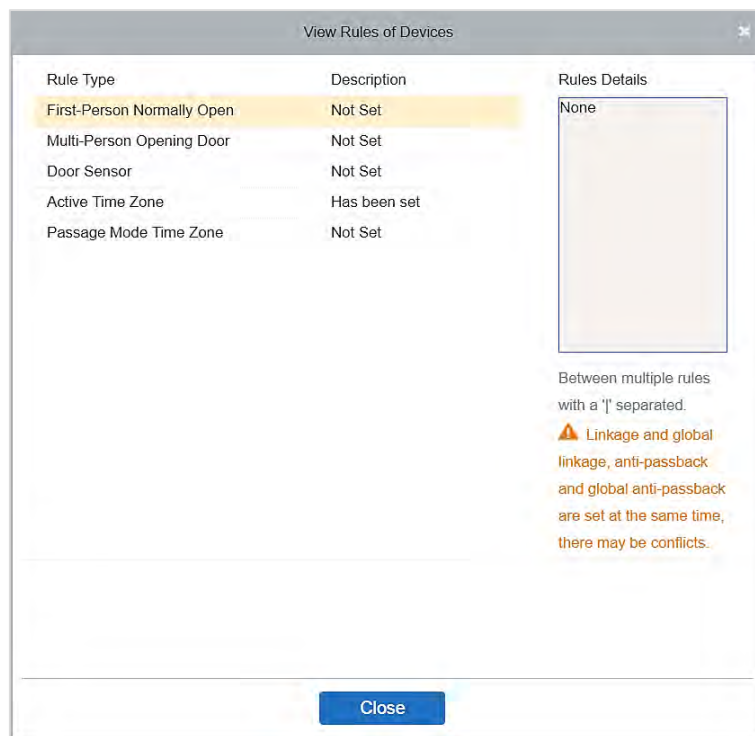 View Rules of Devices
Rule Type Description Rules Details
First-Person Normally Open Not Set None
Multi-Person Opening Door Not Set
Door Sensor Not Set
Active Time Zone Has been set
Passage Mode Time Zone Not Set
Between multiple rules
with a '|' separated.
Linkage and global
linkage, anti-passback
and global anti-passback
are set at the same time,
there may be conflicts.
Close